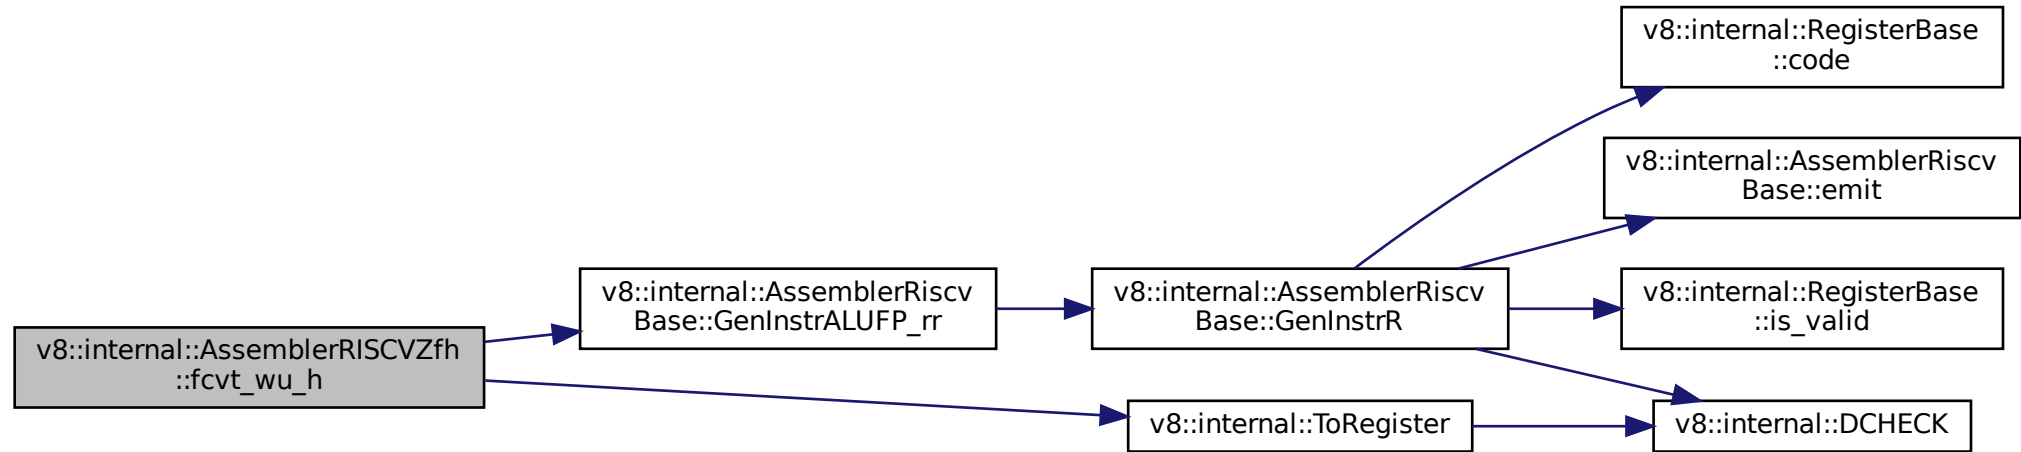 v8::internal::RegisterBase
::code
v8::internal::AssemblerRiscv
Base::emit
v8::internal::AssemblerRiscv
Base::GenInstrALUFP_rr
v8::internal::AssemblerRiscv
Base::GenInstrR
v8::internal::RegisterBase
::is_valid
v8::internal::AssemblerRISCVZfh
::fcvt_wu_h
v8::internal::ToRegister
v8::internal::DCHECK